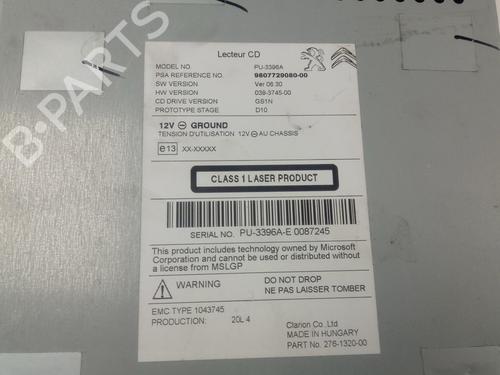 Lecteur CD
MODEL NO. PU-3396A
PSA REFERENCE NO. 9807729080-00
SW VERSION Ver 06.30
HW VERSION 039-3745-00
CD DRIVE VERSION GS1N
PROTOTYPE STAGE D10
12V ⊖ GROUND
TENSION D'UTILISATION 12V ⊖ AU CHASSIS
e13 XX-XXXXX
CLASS 1 LASER PRODUCT
SERIAL NO. PU-3396A-E 0087245
This product includes technology owned by Microsoft
Corporation and cannot be used or distributed without
a license from MSLGP
WARNING
DO NOT DROP
NE PAS LAISSER TOMBER
EMC TYPE 1043745
PRODUCTION: 20L 4
Clarion Co.,Ltd
MADE IN HUNGARY
PART No. 276-1320-00
B-PARTS